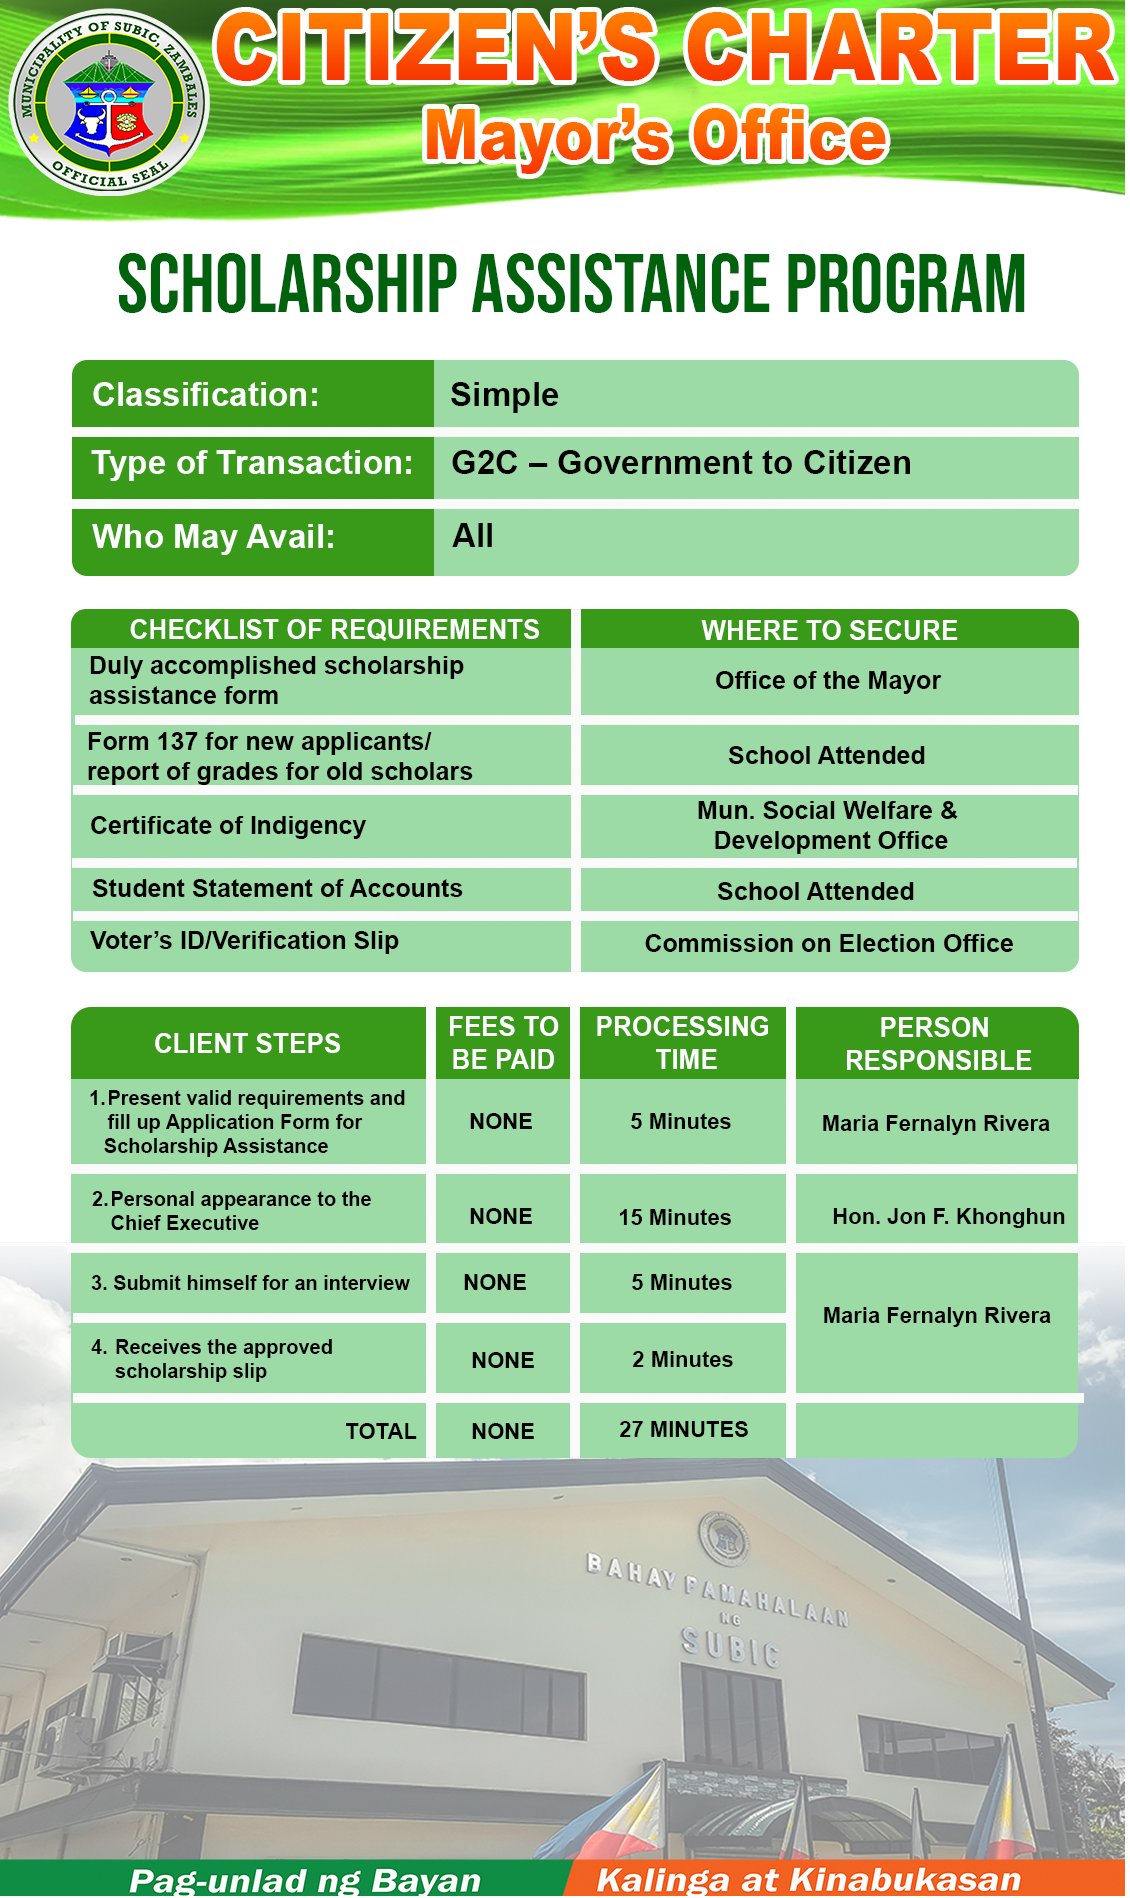 MUNICIPALITY OF SUBIC, ZAMBALES
OFFICIAL SEAL
CITIZEN'S CHARTER
Mayor's Office
SCHOLARSHIP ASSISTANCE PROGRAM
Classification: Simple
Type of Transaction: G2C – Government to Citizen
Who May Avail: All
CHECKLIST OF REQUIREMENTS WHERE TO SECURE
Duly accomplished scholarship
assistance form
Office of the Mayor
Form 137 for new applicants/
report of grades for old scholars
School Attended
Certificate of Indigency
Mun. Social Welfare &
Development Office
Student Statement of Accounts
School Attended
Voter's ID/Verification Slip
Commission on Election Office
CLIENT STEPS
FEES TO
BE PAID
PROCESSING
TIME
PERSON
RESPONSIBLE
1. Present valid requirements and
fill up Application Form for
Scholarship Assistance
NONE
5 Minutes
Maria Fernalyn Rivera
2. Personal appearance to the
Chief Executive
NONE
15 Minutes
Hon. Jon F. Khonghun
3. Submit himself for an interview
NONE
5 Minutes
Maria Fernalyn Rivera
4. Receives the approved
scholarship slip
NONE
2 Minutes
TOTAL
NONE
27 MINUTES
BAHAY PAMAHALAAN
NG
SUBIC
Pag-unlad ng Bayan
Kalinga at Kinabukasan